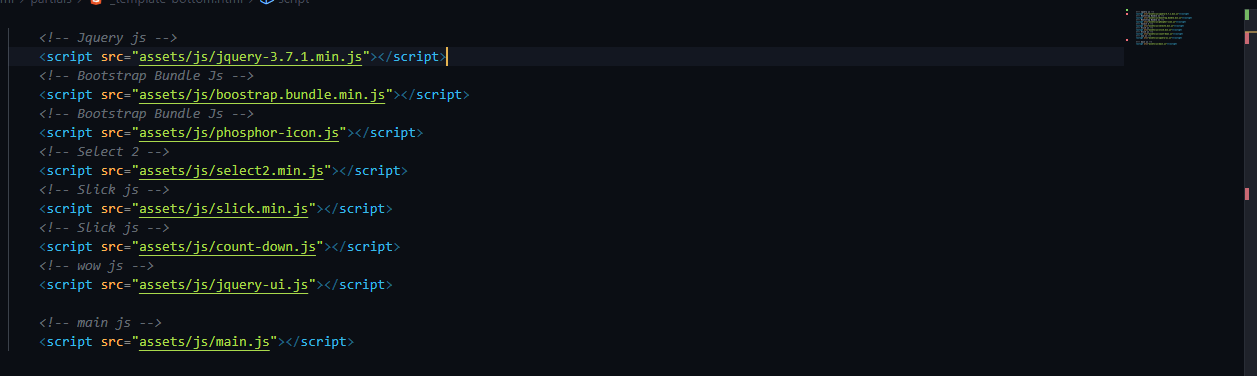 partials > _template-bottom.html > script
<!-- Jquery js -->
<script src="assets/js/jquery-3.7.1.min.js"></script>
<!-- Bootstrap Bundle Js -->
<script src="assets/js/boostrap.bundle.min.js"></script>
<!-- Bootstrap Bundle Js -->
<script src="assets/js/phosphor-icon.js"></script>
<!-- Select 2 -->
<script src="assets/js/select2.min.js"></script>
<!-- Slick js -->
<script src="assets/js/slick.min.js"></script>
<!-- Slick js -->
<script src="assets/js/count-down.js"></script>
<!-- wow js -->
<script src="assets/js/jquery-ui.js"></script>
<!-- main js -->
<script src="assets/js/main.js"></script>